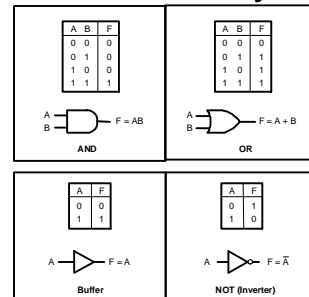 A B F
0 0 0
0 1 0
1 0 0
1 1 1
A
B
F = AB
AND
A B F
0 0 0
0 1 1
1 0 1
1 1 1
A
B
F = A + B
OR
A F
0 0
1 1
A
F = A
Buffer
A F
0 1
1 0
A
F = A̅
NOT (Inverter)